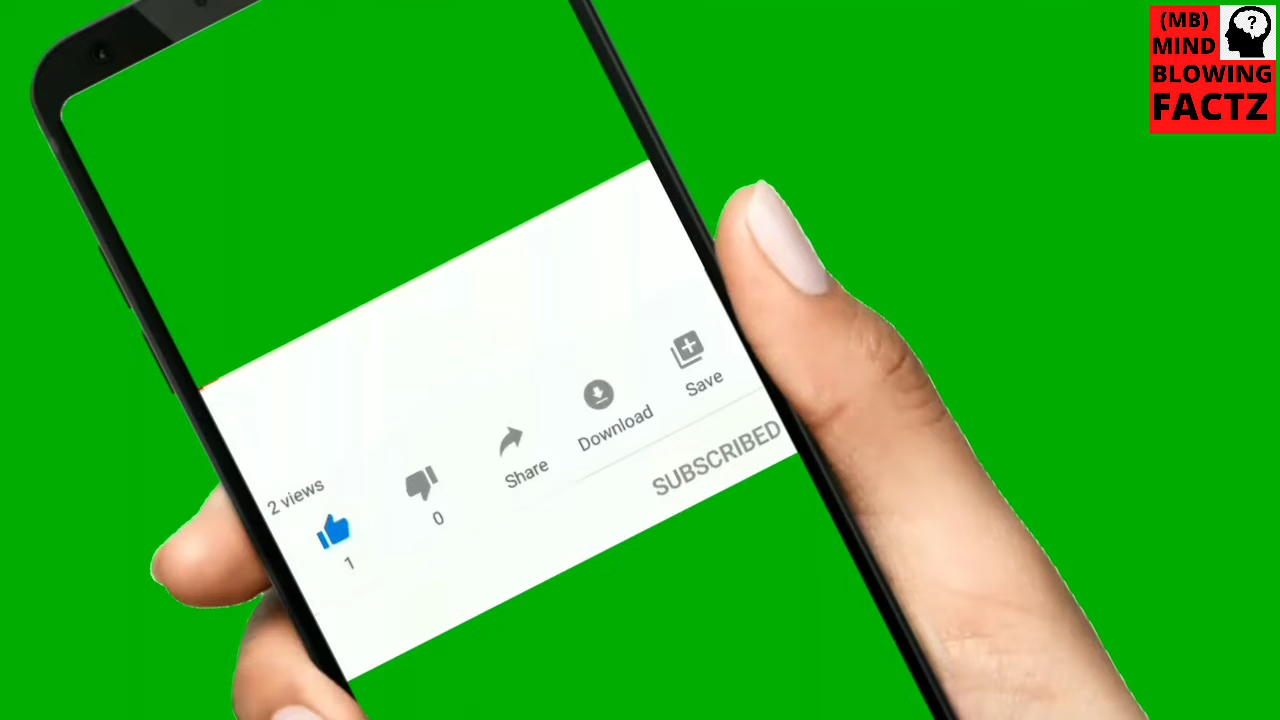 (MB)
MIND
BLOWING
FACTZ
?
2 views
1
0
Share
Download
Save
SUBSCRIBED